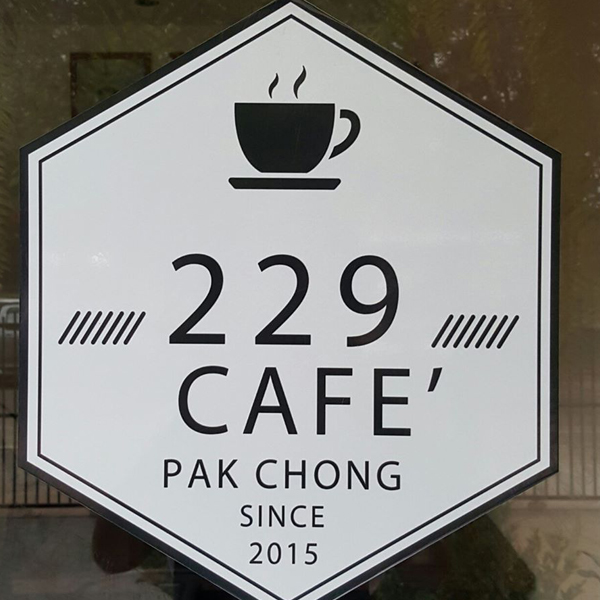 229
CAFE'
PAK CHONG
SINCE
2015